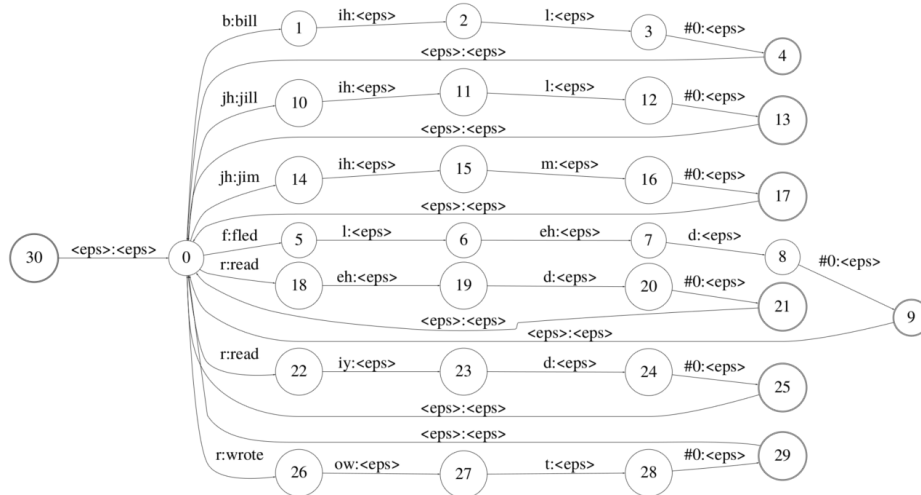 b:bill 1 ih:<eps> 2 l:<eps> 3 #0:<eps> 4
<eps>:<eps>
jh:jill 10 ih:<eps> 11 l:<eps> 12 #0:<eps> 13
<eps>:<eps>
jh:jim 14 ih:<eps> 15 m:<eps> 16 #0:<eps> 17
<eps>:<eps>
30 <eps>:<eps> 0 f:fled 5 l:<eps> 6 eh:<eps> 7 d:<eps> 8 #0:<eps> 9
r:read 18 eh:<eps> 19 d:<eps> 20 #0:<eps> 21
<eps>:<eps>
<eps>:<eps>
r:read 22 iy:<eps> 23 d:<eps> 24 #0:<eps> 25
<eps>:<eps>
<eps>:<eps>
r:wrote 26 ow:<eps> 27 t:<eps> 28 #0:<eps> 29